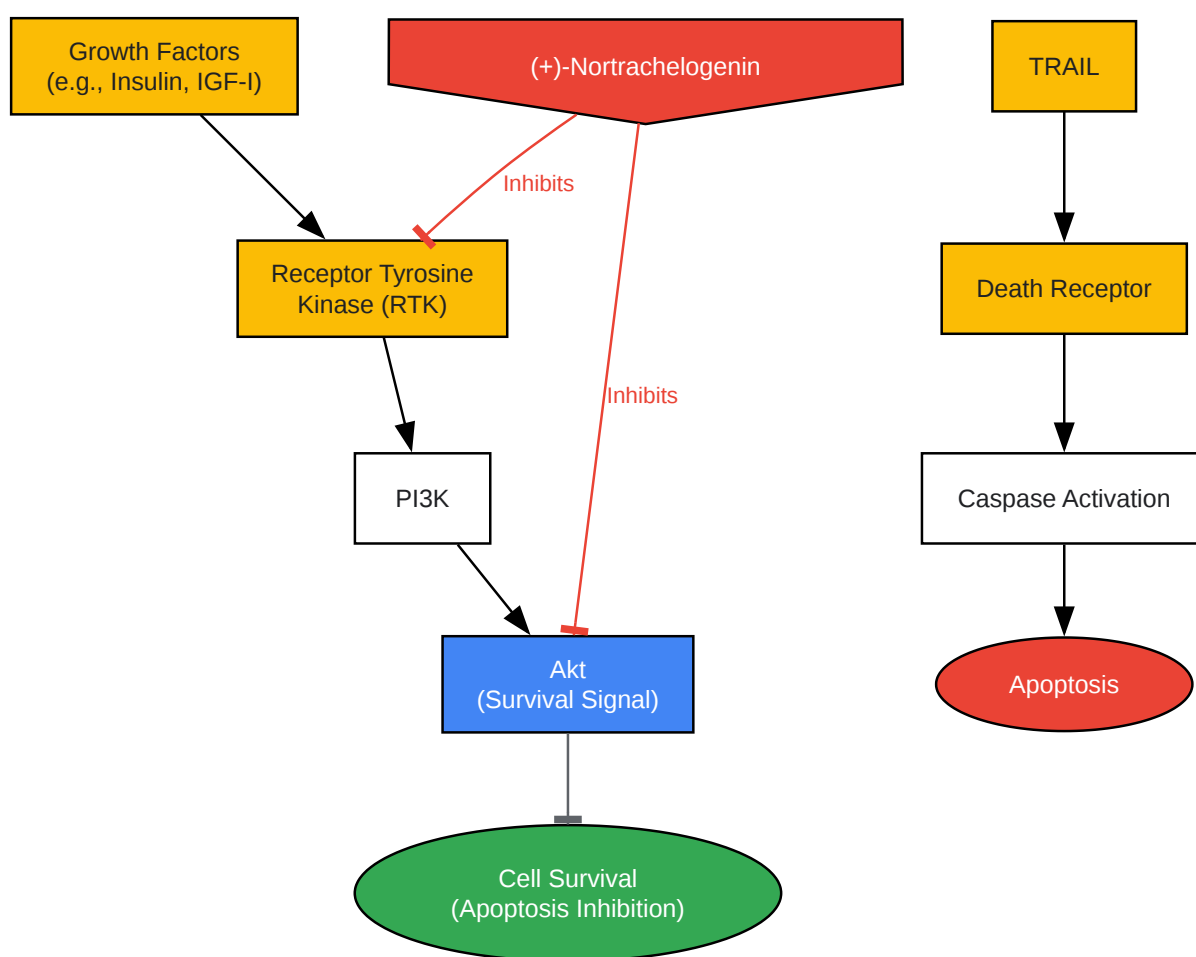 Growth Factors
(e.g., Insulin, IGF-I)
(+)-Nortrachelogenin
TRAIL
Inhibits
Receptor Tyrosine
Kinase (RTK)
Death Receptor
Inhibits
PI3K
Caspase Activation
Akt
(Survival Signal)
Apoptosis
Cell Survival
(Apoptosis Inhibition)